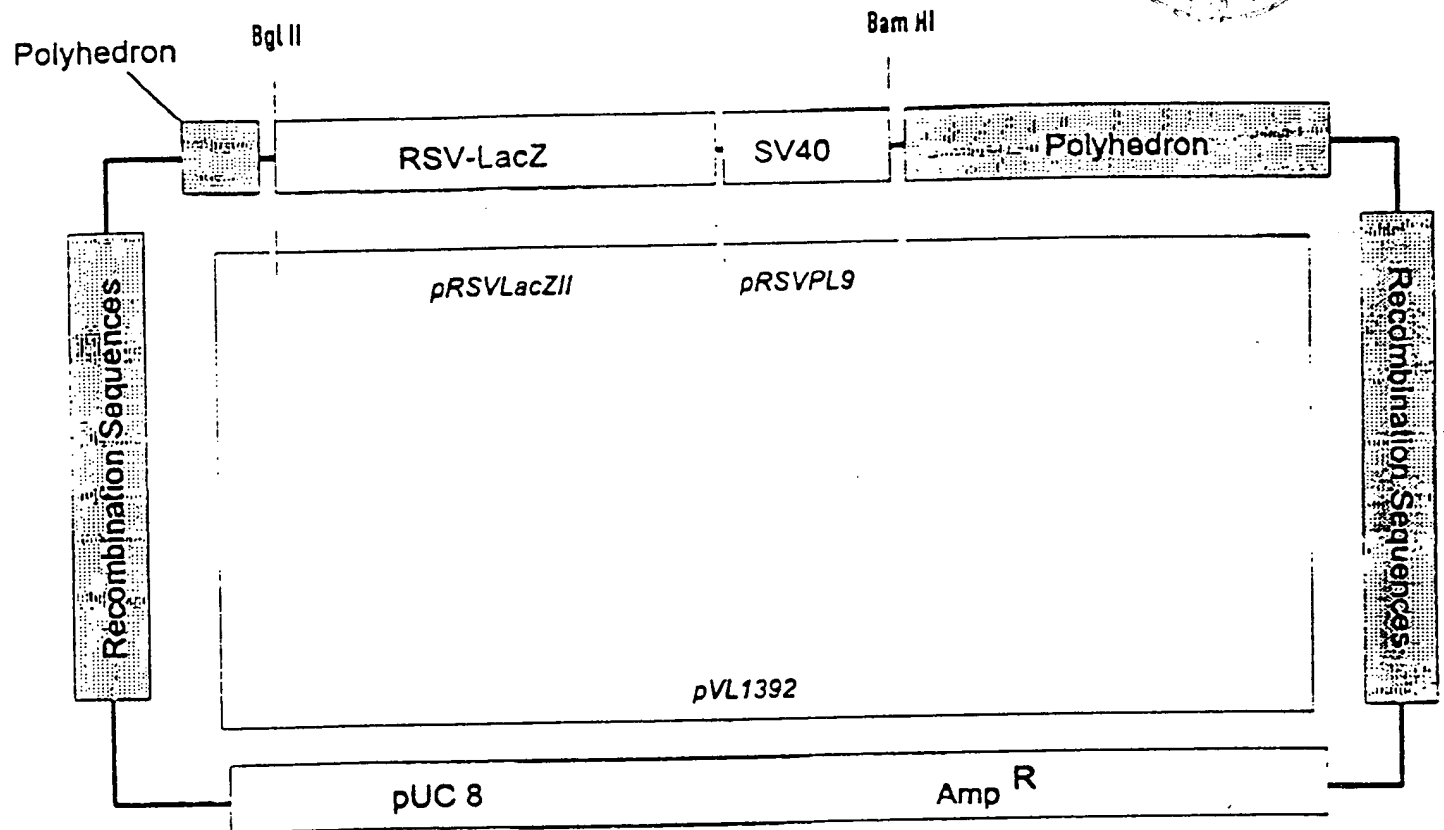 Bgl II
Bam HI
Polyhedron
RSV-LacZ
SV40
Polyhedron
pRSVLacZII
pRSVPL9
Recombination Sequences
Recombination Sequences
pVL1392
pUC 8
Amp R